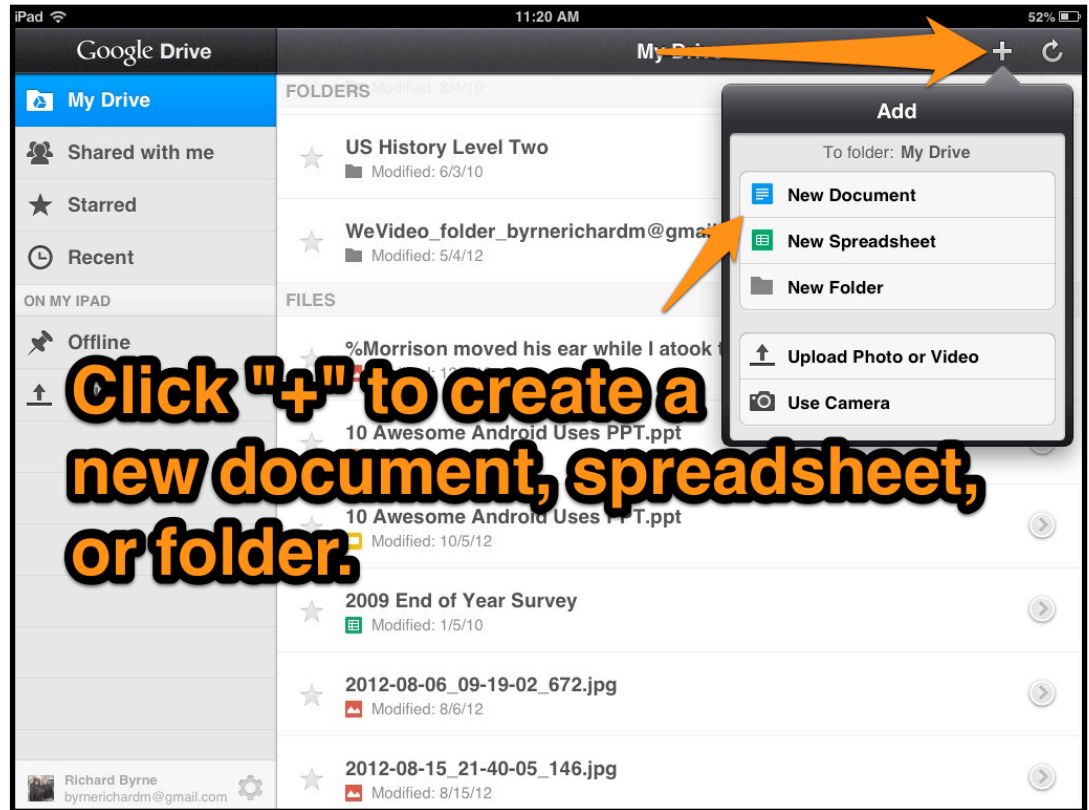 iPad
11:20 AM
52%
Google Drive
My Drive
My Drive
Shared with me
Starred
Recent
ON MY IPAD
Offline
FOLDERS
Modified: 3/4/10
US History Level Two
Modified: 6/3/10
WeVideo_folder_byrnerichardm@gmai
Modified: 5/4/12
FILES
%Morrison moved his ear while I atook t
10 Awesome Android Uses PPT.ppt
10 Awesome Android Uses PPT.ppt
Modified: 10/5/12
2009 End of Year Survey
Modified: 1/5/10
2012-08-06_09-19-02_672.jpg
Modified: 8/6/12
2012-08-15_21-40-05_146.jpg
Modified: 8/15/12
Add
To folder: My Drive
New Document
New Spreadsheet
New Folder
Upload Photo or Video
Use Camera
Click "+" to create a
new document, spreadsheet,
or folder.
Richard Byrne
byrnerichardm@gmail.com